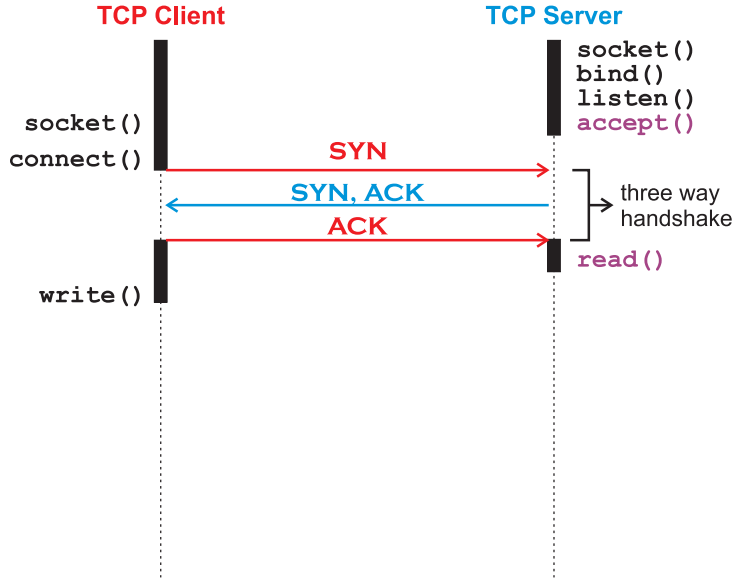 TCP Client
TCP Server
socket()
bind()
listen()
accept()
socket()
connect()
SYN
SYN, ACK
ACK
three way
handshake
read()
write()